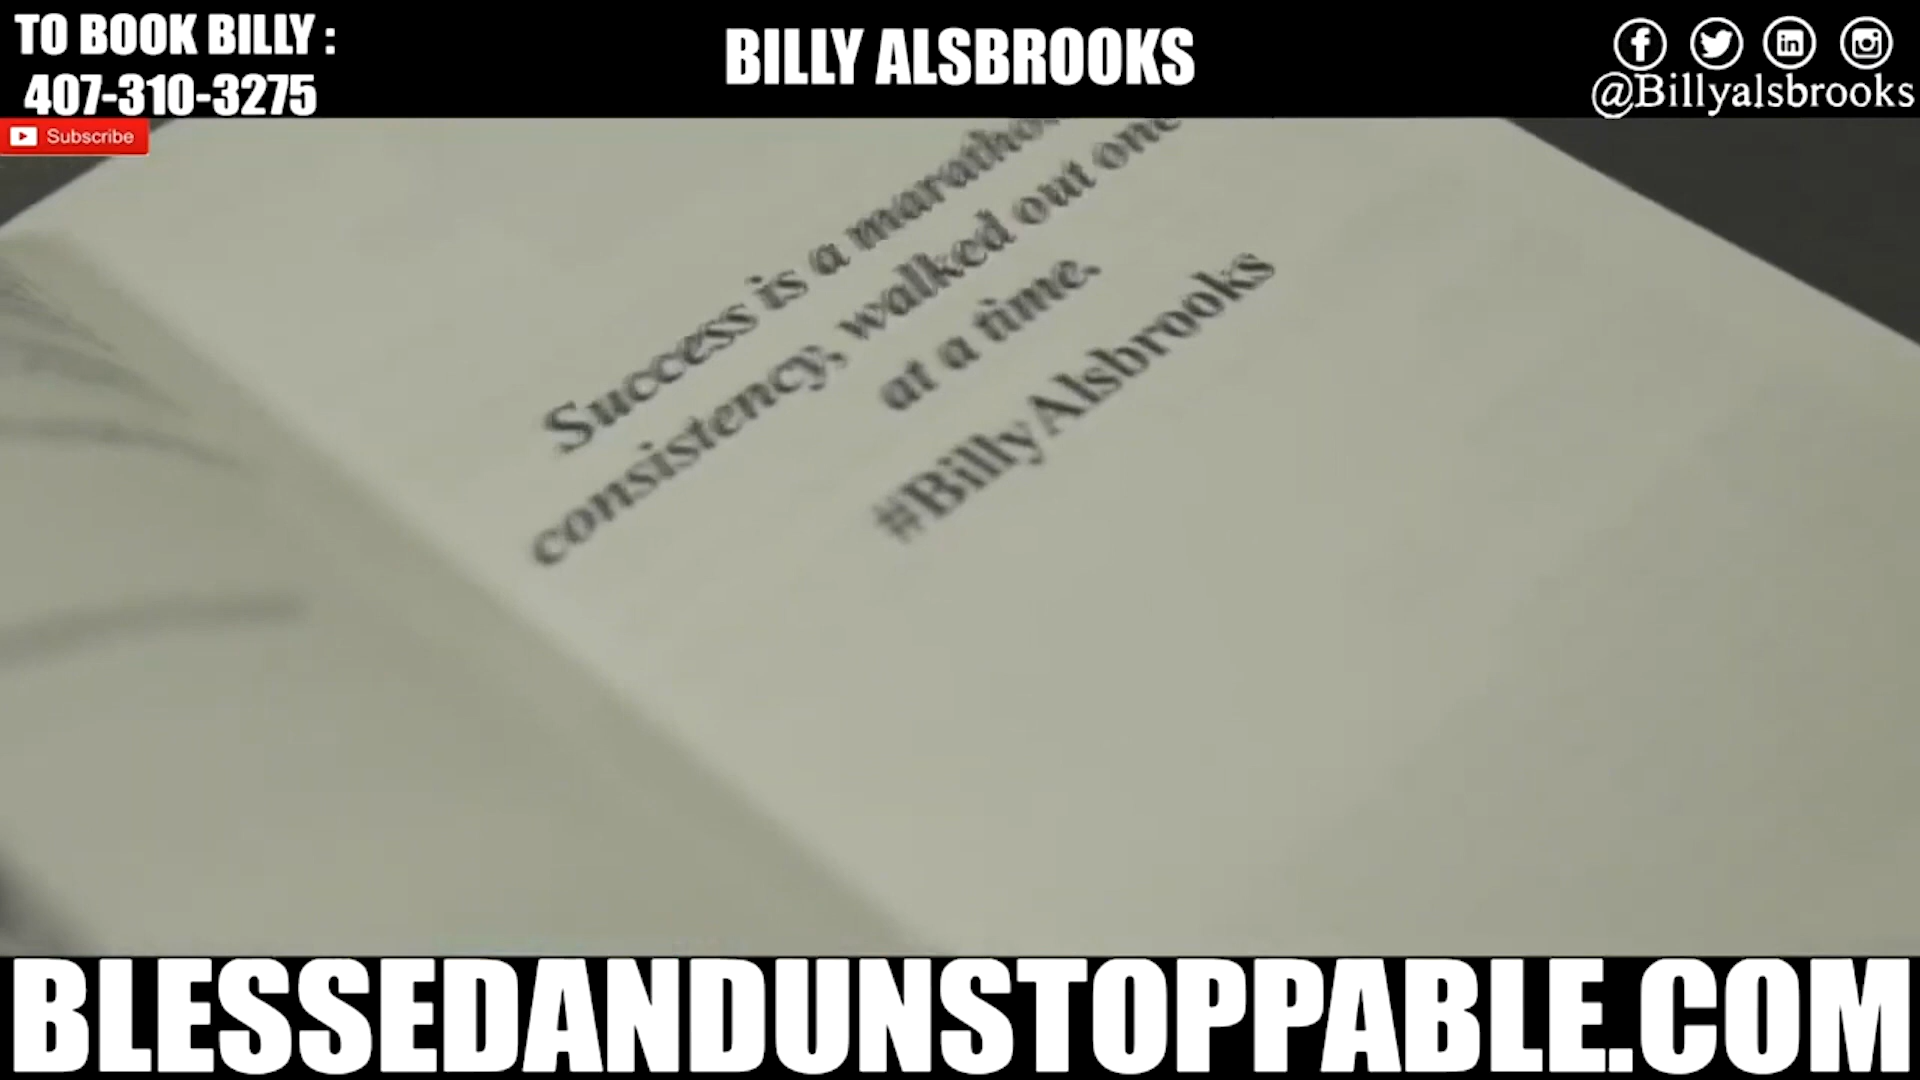 TO BOOK BILLY :
407-310-3275
BILLY ALSBROOKS
@Billyalsbrooks
Subscribe
Success is a
consistency, walked out one
at a time.
#BillyAlsbrooks
BLESSEDANDUNSTOPPABLE.COM